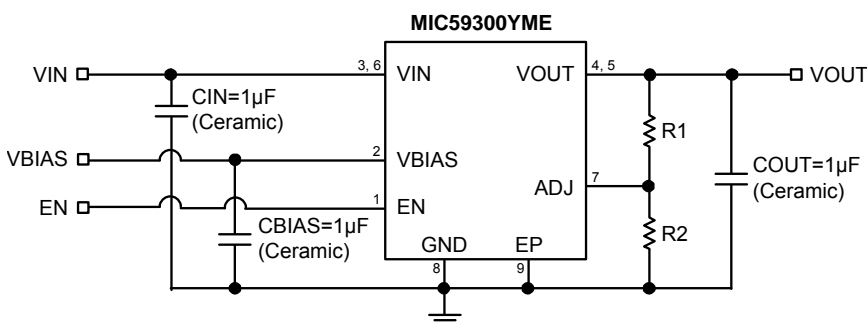 MIC59300YME
VIN
3, 6
VIN
VOUT
4, 5
VOUT
CIN=1µF
(Ceramic)
R1
VBIAS
2
VBIAS
7
ADJ
COUT=1µF
(Ceramic)
EN
1
EN
CBIAS=1µF
(Ceramic)
R2
GND
EP
8
9